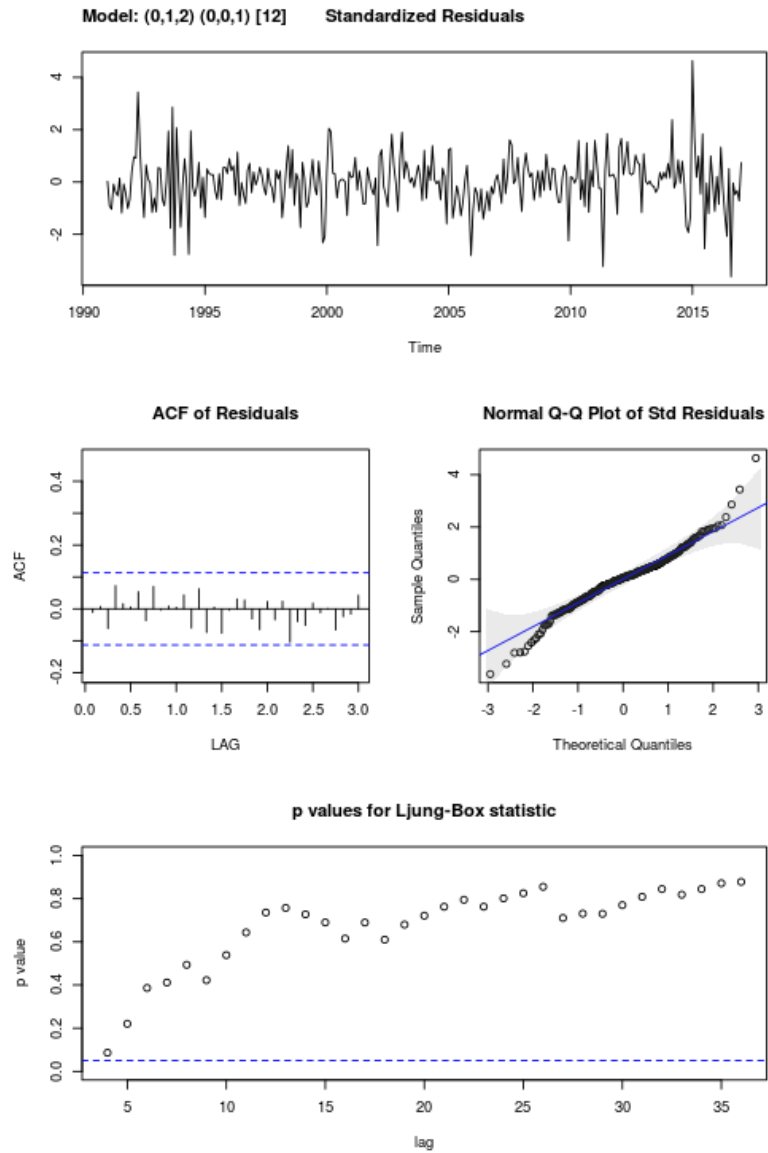 Model: (0,1,2) (0,0,1) [12] Standardized Residuals
4
2
0
-2
1990 1995 2000 2005 2010 2015
Time
ACF of Residuals
ACF
0.4
0.2
0.0
-0.2
0.0 0.5 1.0 1.5 2.0 2.5 3.0
LAG
Normal Q-Q Plot of Std Residuals
Sample Quantiles
4
2
0
-2
-3 -2 -1 0 1 2 3
Theoretical Quantiles
p values for Ljung-Box statistic
p value
1.0
0.8
0.6
0.4
0.2
0.0
5 10 15 20 25 30 35
lag